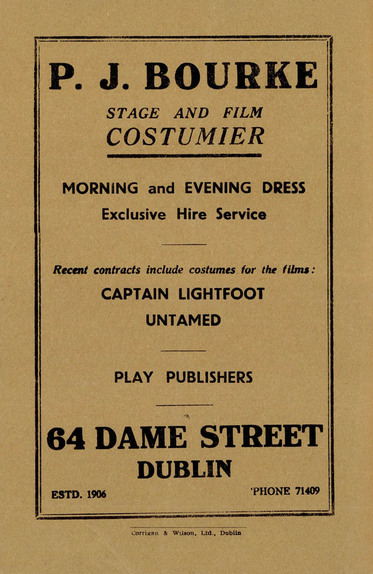 P. J. BOURKE
STAGE AND FILM
COSTUMIER
MORNING and EVENING DRESS
Exclusive Hire Service
Recent contracts include costumes for the films :
CAPTAIN LIGHTFOOT
UNTAMED
PLAY PUBLISHERS
64 DAME STREET
DUBLIN
ESTD. 1906
'PHONE 71409
Corrigan & Wilson, Ltd., Dublin